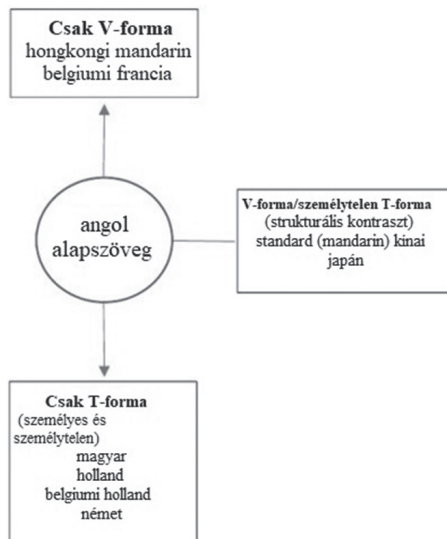 Csak V-forma
hongkongi mandarin
belgiumi francia
angol
alapszöveg
V-forma/személytelen T-forma
(strukturális kontraszt)
standard (mandarin) kinai
japán
Csak T-forma
(személyes és
személytelen)
magyar
holland
belgiumi holland
német